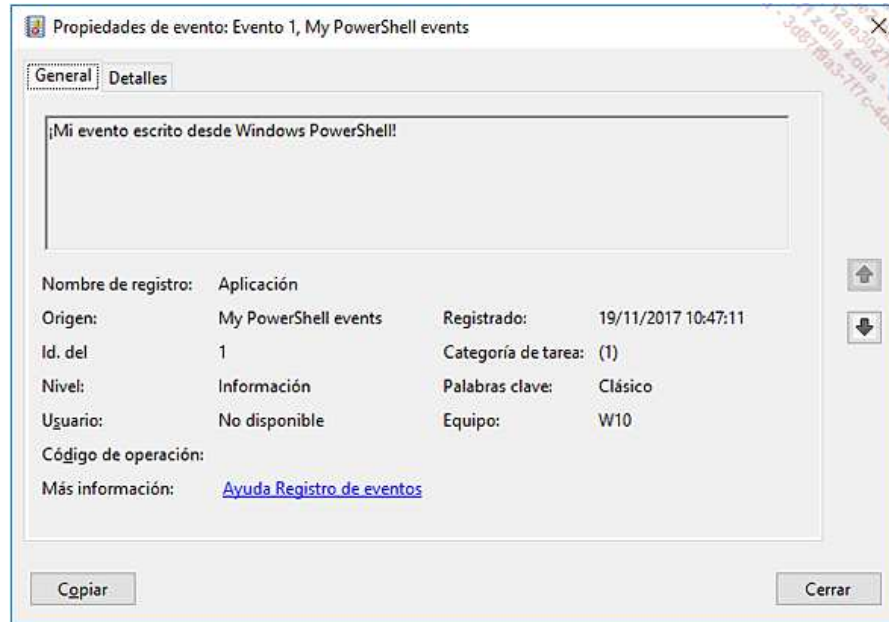 Propiedades de evento: Evento 1, My PowerShell events
General Detalles
¡Mi evento escrito desde Windows PowerShell!
Nombre de registro: Aplicación
Origen: My PowerShell events Registrado: 19/11/2017 10:47:11
Id. del 1 Categoría de tarea: (1)
Nivel: Información Palabras clave: Clásico
Usuario: No disponible Equipo: W10
Código de operación:
Más información: Ayuda Registro de eventos
Copiar Cerrar